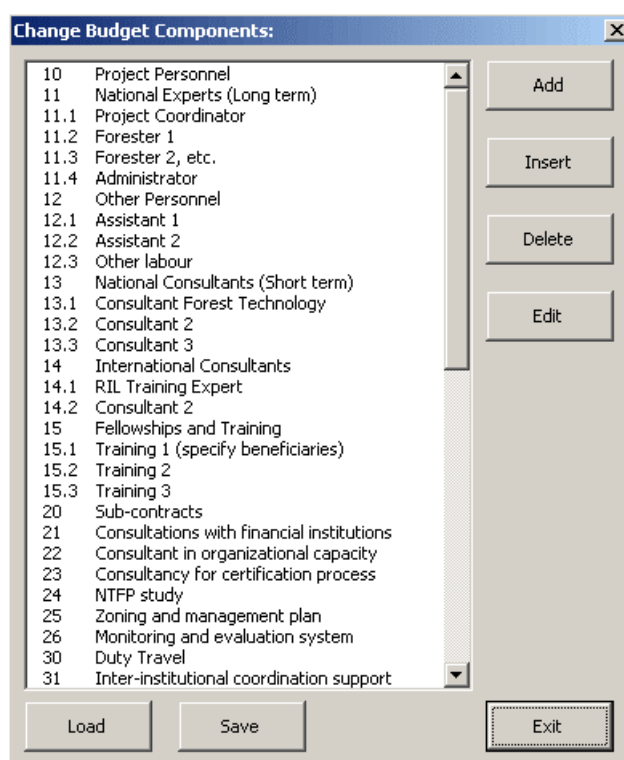 Change Budget Components:
10 Project Personnel
11 National Experts (Long term)
11.1 Project Coordinator
11.2 Forester 1
11.3 Forester 2, etc.
11.4 Administrator
12 Other Personnel
12.1 Assistant 1
12.2 Assistant 2
12.3 Other labour
13 National Consultants (Short term)
13.1 Consultant Forest Technology
13.2 Consultant 2
13.3 Consultant 3
14 International Consultants
14.1 RIL Training Expert
14.2 Consultant 2
15 Fellowships and Training
15.1 Training 1 (specify beneficiaries)
15.2 Training 2
15.3 Training 3
20 Sub-contracts
21 Consultations with financial institutions
22 Consultant in organizational capacity
23 Consultancy for certification process
24 NTFP study
25 Zoning and management plan
26 Monitoring and evaluation system
30 Duty Travel
31 Inter-institutional coordination support
Add
Insert
Delete
Edit
Load
Save
Exit